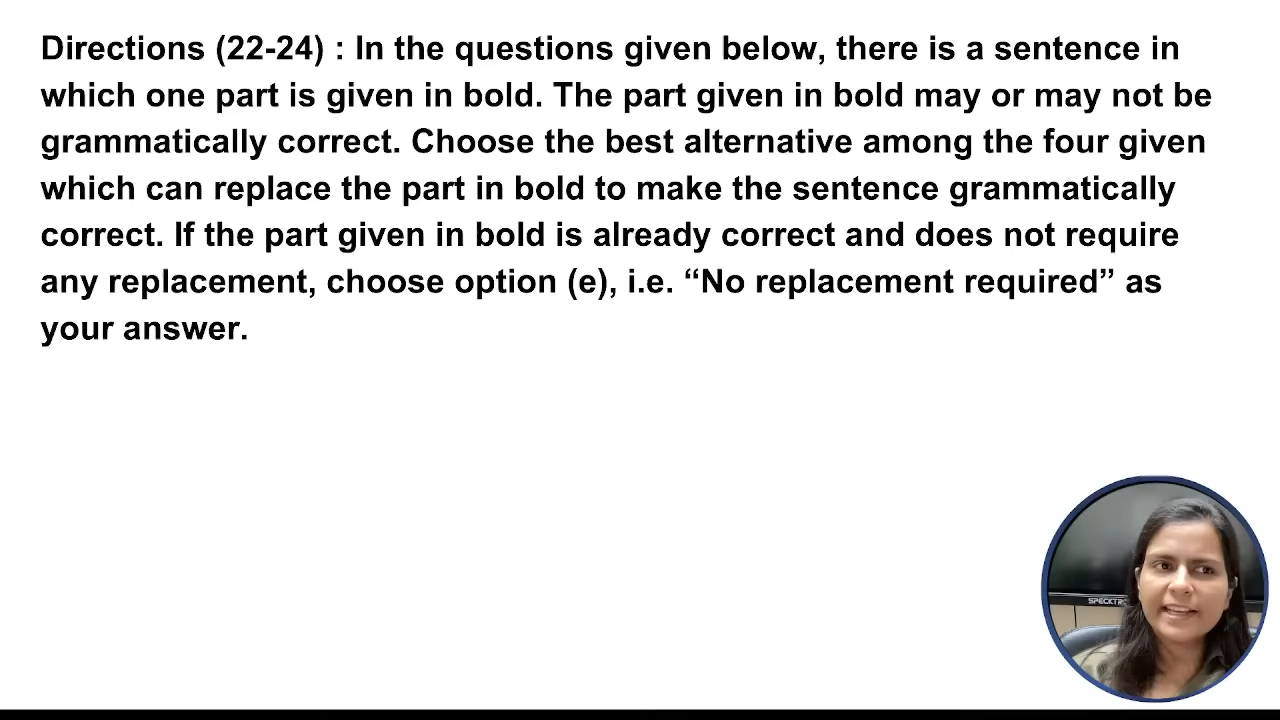 Directions (22-24) : In the questions given below, there is a sentence in
which one part is given in bold. The part given in bold may or may not be
grammatically correct. Choose the best alternative among the four given
which can replace the part in bold to make the sentence grammatically
correct. If the part given in bold is already correct and does not require
any replacement, choose option (e), i.e. “No replacement required” as
your answer.